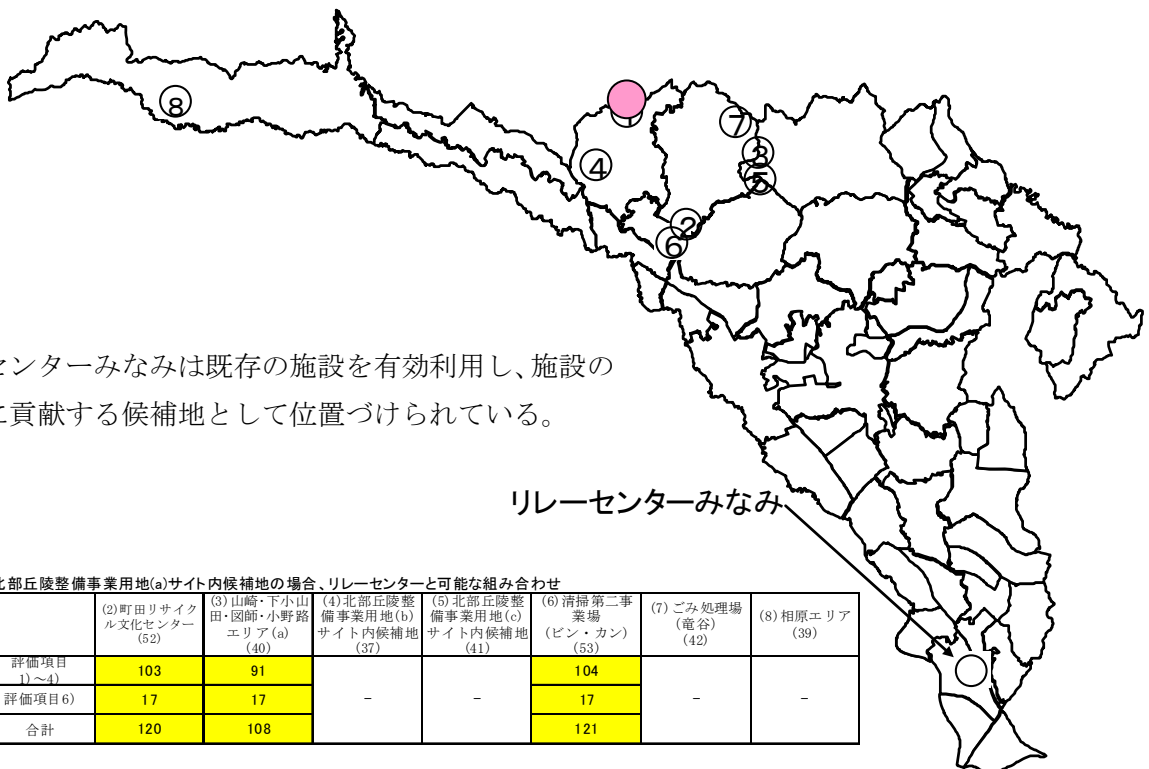 ⑧
1
⑦
③
④
⑤
②
⑥
センターみなみは既存の施設を有効利用し、施設の
に貢献する候補地として位置づけられている。
リレーセンターみなみ
北部丘陵整備事業用地(a)サイト内候補地の場合、リレーセンターと可能な組み合わせ
(2)町田リサイクル文化センター(52) (3)山崎・下小山田・図師・小野路エリア(a)(40) (4)北部丘陵整備事業用地(b)サイト内候補地(37) (5)北部丘陵整備事業用地(c)サイト内候補地(41) (6)清掃第二事業場(ビン・カン)(53) (7)ごみ処理場(竜谷)(42) (8)相原エリア(39)
評価項目1)~4) 103 91 104
評価項目6) 17 17 － － 17 － －
合計 120 108 121